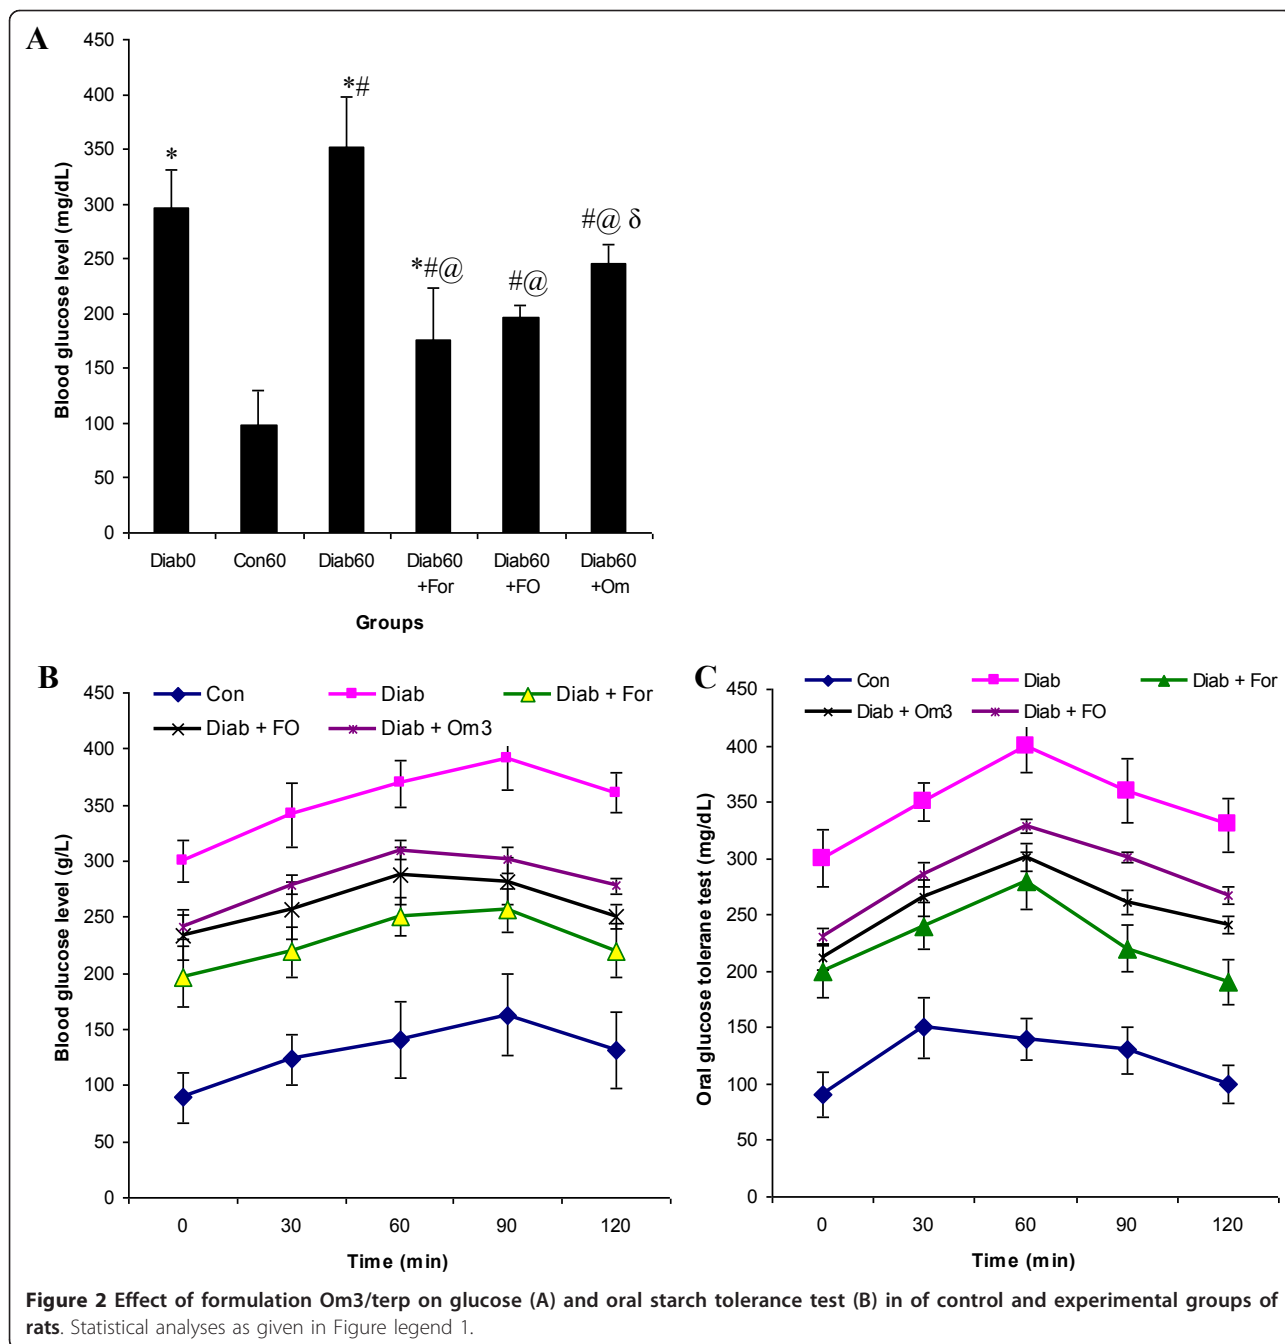 A
450
400
350
300
250
200
150
100
50
0
Blood glucose level (mg/dL)
*
*#
*#@
#@
#@ δ
Diab0 Con60 Diab60 Diab60 Diab60 Diab60
+For +FO +Om
Groups
B
Con Diab Diab + For
Diab + FO Diab + Om3
450
400
350
300
250
200
150
100
50
0
Blood glucose level (g/L)
0 30 60 90 120
Time (min)
C
Con Diab Diab + For
Diab + Om3 Diab + FO
450
400
350
300
250
200
150
100
50
0
Oral glucose tolerane test (mg/dL)
0 30 60 90 120
Time (min)
Figure 2 Effect of formulation Om3/terp on glucose (A) and oral starch tolerance test (B) in of control and experimental groups of
rats. Statistical analyses as given in Figure legend 1.